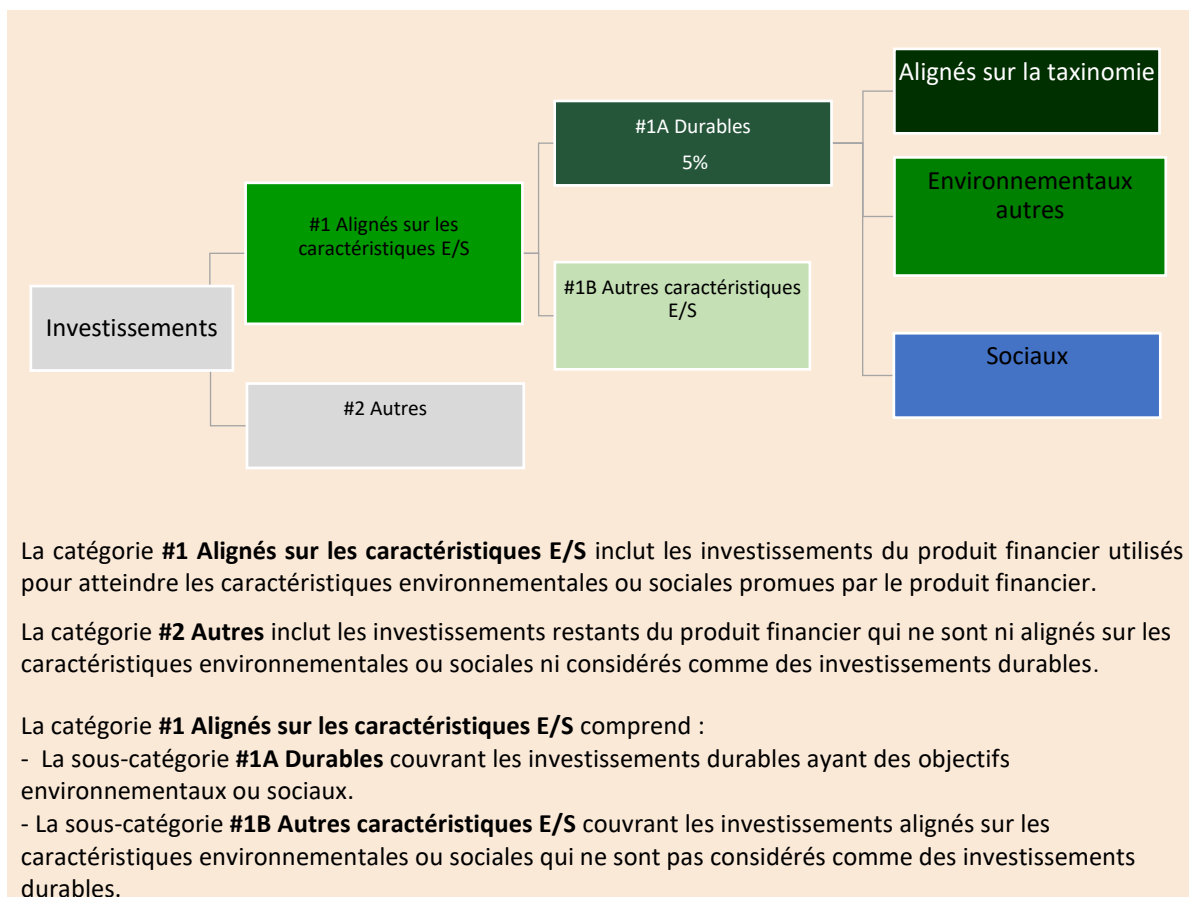 Alignés sur la taxinomie
#1A Durables
5%
Environnementaux
autres
#1 Alignés sur les
caractéristiques E/S
#1B Autres caractéristiques
E/S
Investissements
Sociaux
#2 Autres
La catégorie #1 Alignés sur les caractéristiques E/S inclut les investissements du produit financier utilisés
pour atteindre les caractéristiques environnementales ou sociales promues par le produit financier.
La catégorie #2 Autres inclut les investissements restants du produit financier qui ne sont ni alignés sur les
caractéristiques environnementales ou sociales ni considérés comme des investissements durables.
La catégorie #1 Alignés sur les caractéristiques E/S comprend :
- La sous-catégorie #1A Durables couvrant les investissements durables ayant des objectifs
environnementaux ou sociaux.
- La sous-catégorie #1B Autres caractéristiques E/S couvrant les investissements alignés sur les
caractéristiques environnementales ou sociales qui ne sont pas considérés comme des investissements
durables.